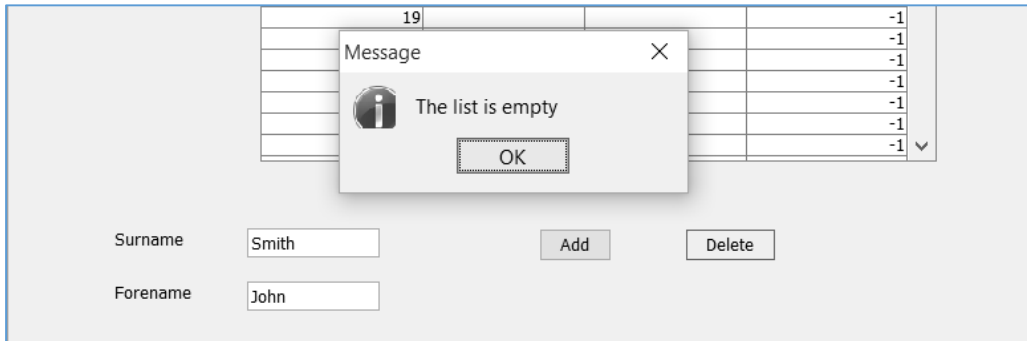 19 -1
Message -1
-1
-1
The list is empty -1
-1
OK -1
Surname Smith Add Delete
Forename John